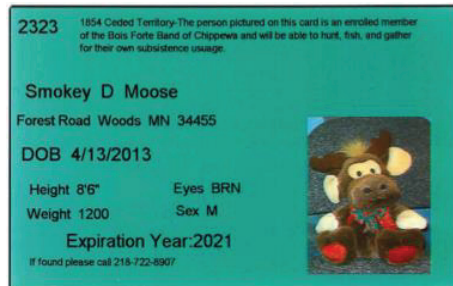 2323
1854 Ceded Territory-The person pictured on this card is an enrolled member
of the Bois Forte Band of Chippewa and will be able to hunt, fish, and gather
for their own subsistence usuage.
Smokey D Moose
Forest Road Woods MN 34455
DOB 4/13/2013
Height 8'6" Eyes BRN
Weight 1200 Sex M
Expiration Year:2021
If found please call 218-722-8907